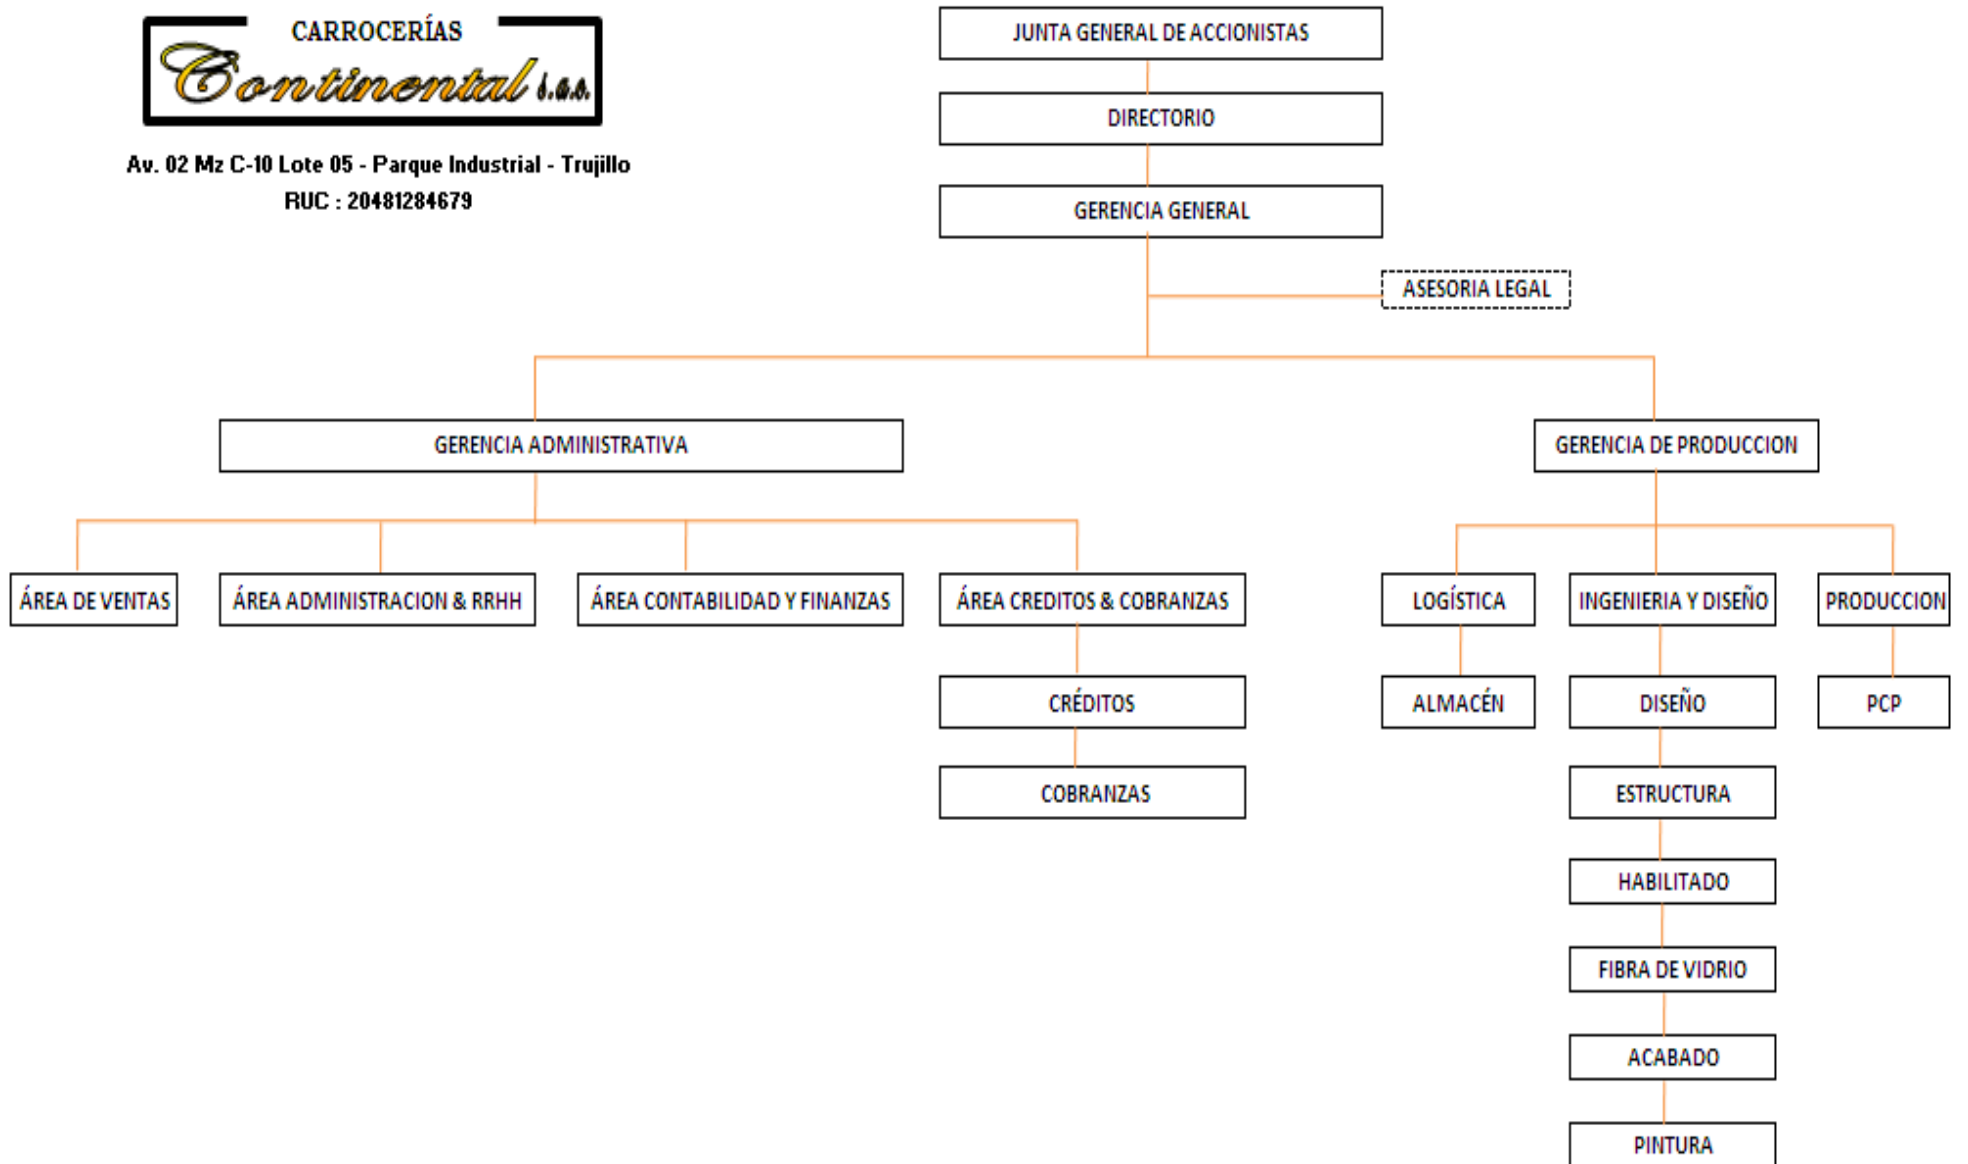 CARROCERÍAS
Continental s.a.c.
Av. 02 Mz C-10 Lote 05 - Parque Industrial - Trujillo
RUC : 20481284679
JUNTA GENERAL DE ACCIONISTAS
DIRECTORIO
GERENCIA GENERAL
ASESORIA LEGAL
GERENCIA ADMINISTRATIVA
GERENCIA DE PRODUCCION
ÁREA DE VENTAS
ÁREA ADMINISTRACION & RRHH
ÁREA CONTABILIDAD Y FINANZAS
ÁREA CREDITOS & COBRANZAS
LOGÍSTICA
INGENIERIA Y DISEÑO
PRODUCCION
CRÉDITOS
ALMACÉN
DISEÑO
PCP
COBRANZAS
ESTRUCTURA
HABILITADO
FIBRA DE VIDRIO
ACABADO
PINTURA